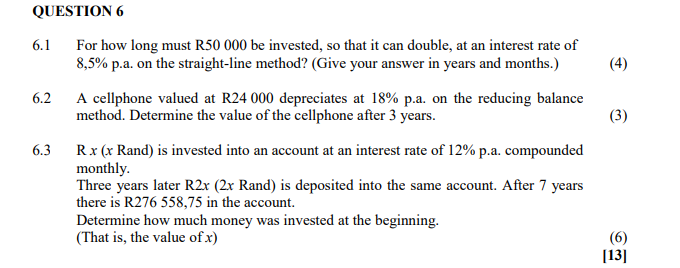 QUESTION 6
6.1 For how long must R50 000 be invested, so that it can double, at an interest rate of
8,5% p.a. on the straight-line method? (Give your answer in years and months.) (4)
6.2 A cellphone valued at R24 000 depreciates at 18% p.a. on the reducing balance
method. Determine the value of the cellphone after 3 years. (3)
6.3 R x (x Rand) is invested into an account at an interest rate of 12% p.a. compounded
monthly.
Three years later R2x (2x Rand) is deposited into the same account. After 7 years
there is R276 558,75 in the account.
Determine how much money was invested at the beginning.
(That is, the value of x) (6)
[13]